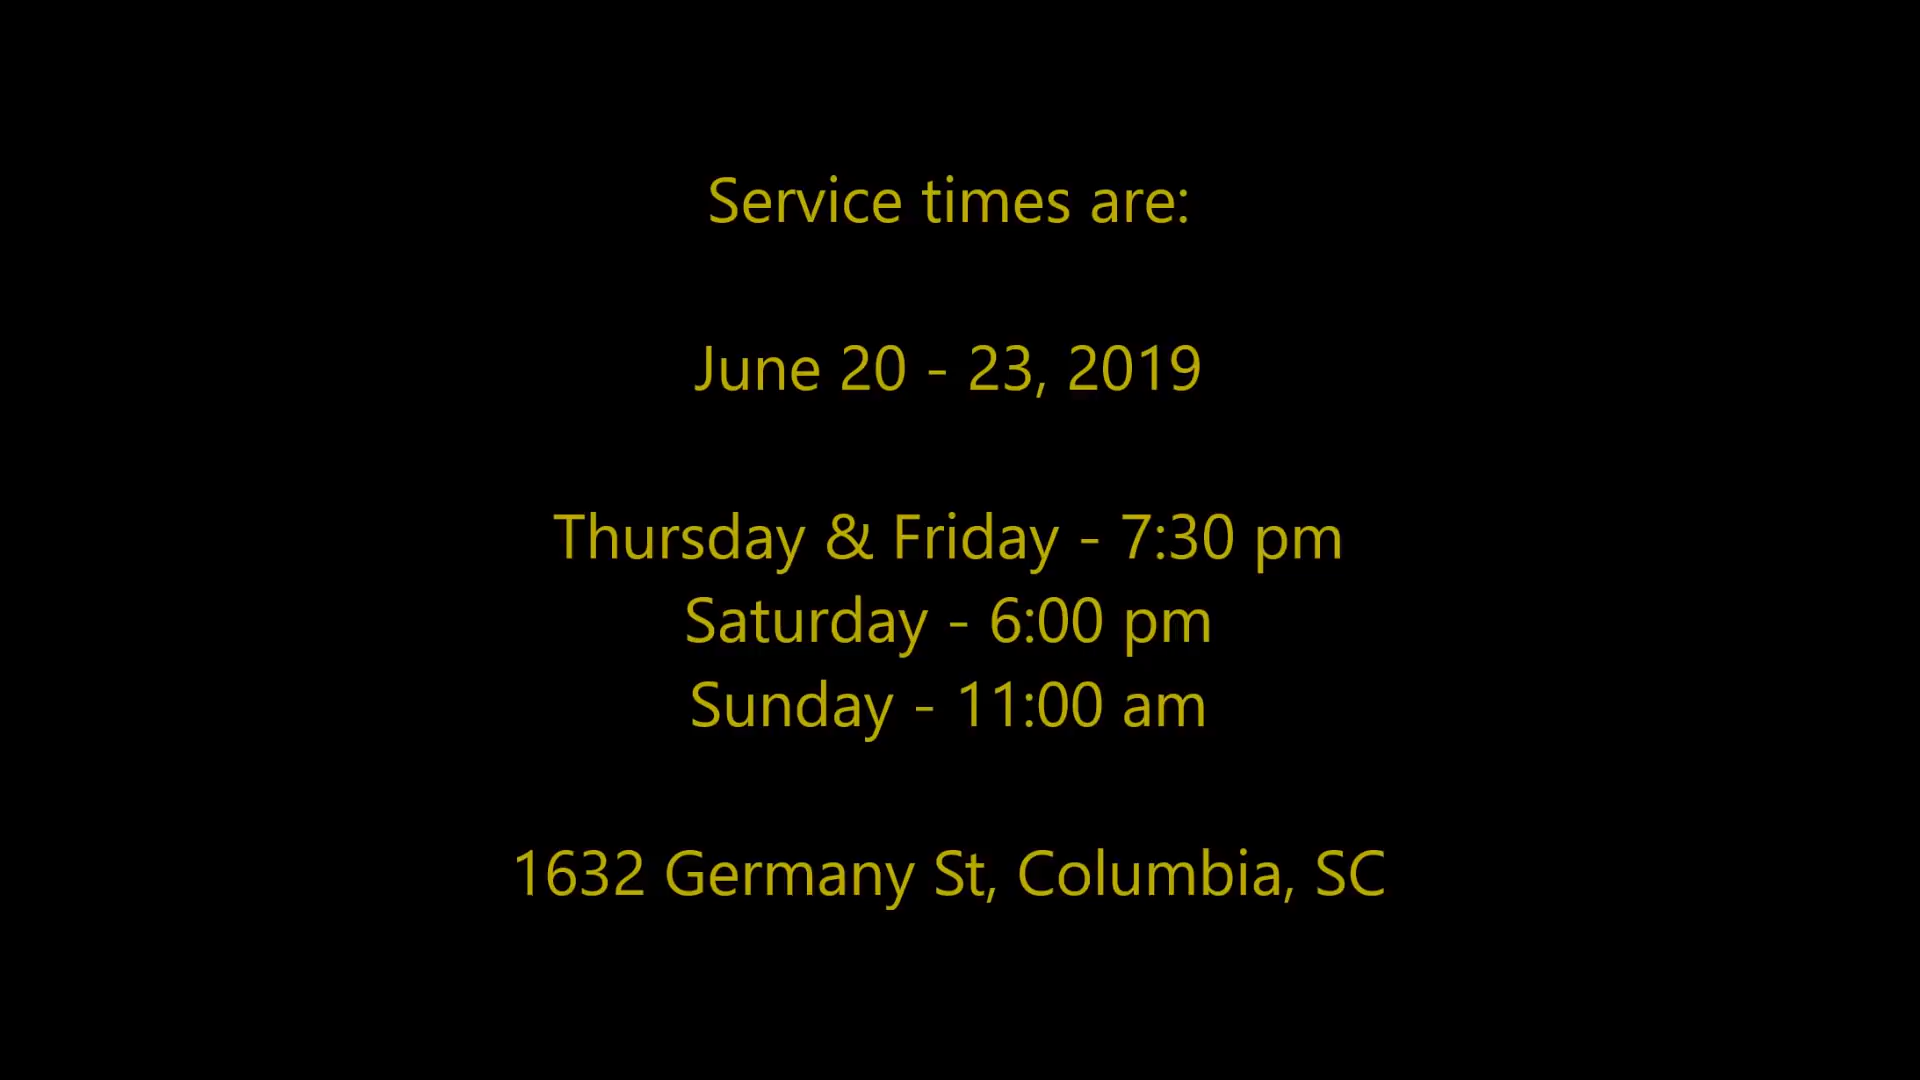 Service times are:
June 20 - 23, 2019
Thursday & Friday - 7:30 pm
Saturday - 6:00 pm
Sunday - 11:00 am
1632 Germany St, Columbia, SC